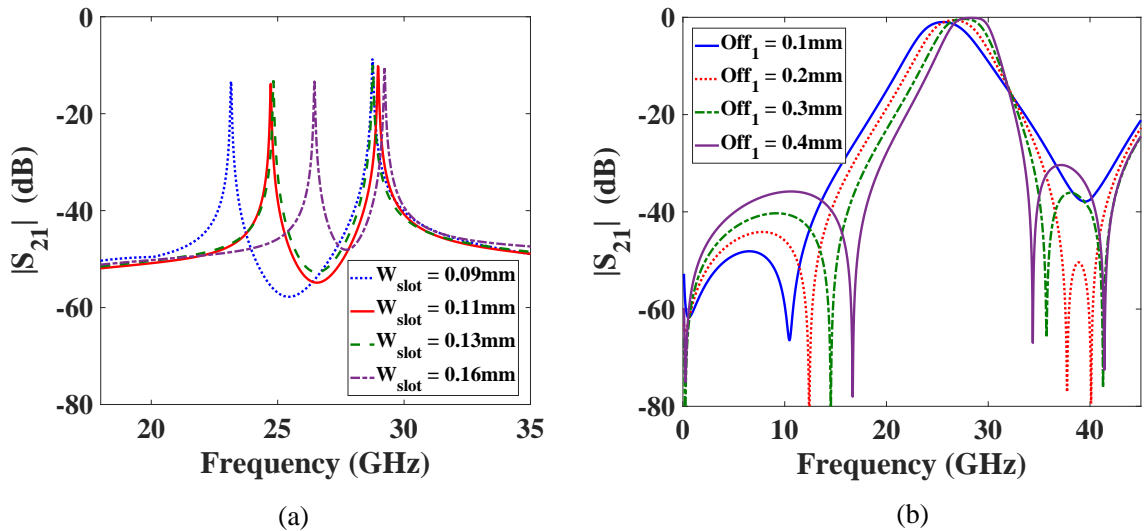 0
-20
-40
-60
-80
|S21| (dB)
20
25
30
35
Frequency (GHz)
Wslot = 0.09mm
Wslot = 0.11mm
Wslot = 0.13mm
Wslot = 0.16mm
(a)
0
-20
-40
-60
-80
|S21| (dB)
0
10
20
30
40
Frequency (GHz)
Off1 = 0.1mm
Off1 = 0.2mm
Off1 = 0.3mm
Off1 = 0.4mm
(b)